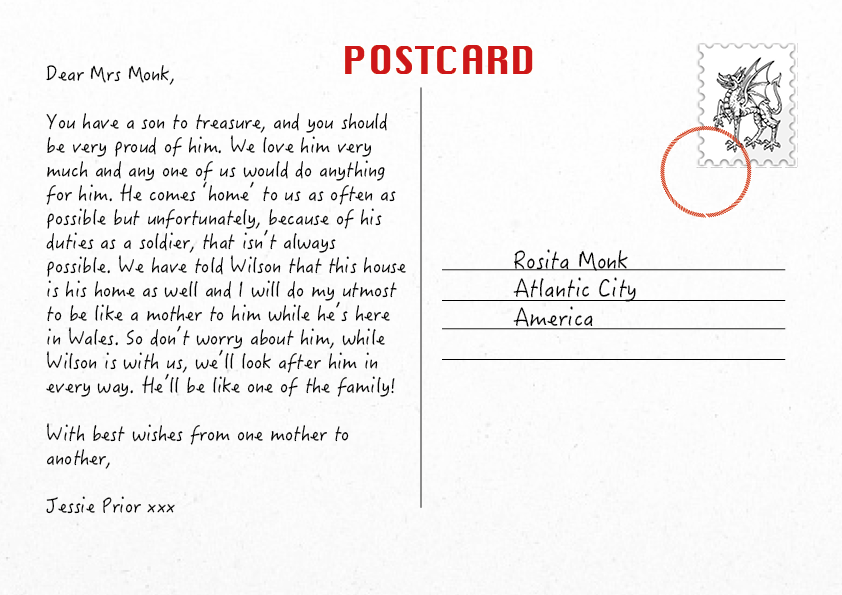 POSTCARD
Dear Mrs Monk,
You have a son to treasure, and you should
be very proud of him. We love him very
much and any one of us would do anything
for him. He comes 'home' to us as often as
possible but unfortunately, because of his
duties as a soldier, that isn't always
possible. We have told Wilson that this house
is his home as well and I will do my utmost
to be like a mother to him while he's here
in Wales. So don't worry about him, while
Wilson is with us, we'll look after him in
every way. He'll be like one of the family!
With best wishes from one mother to
another,
Jessie Prior xxx
Rosita Monk
Atlantic City
America